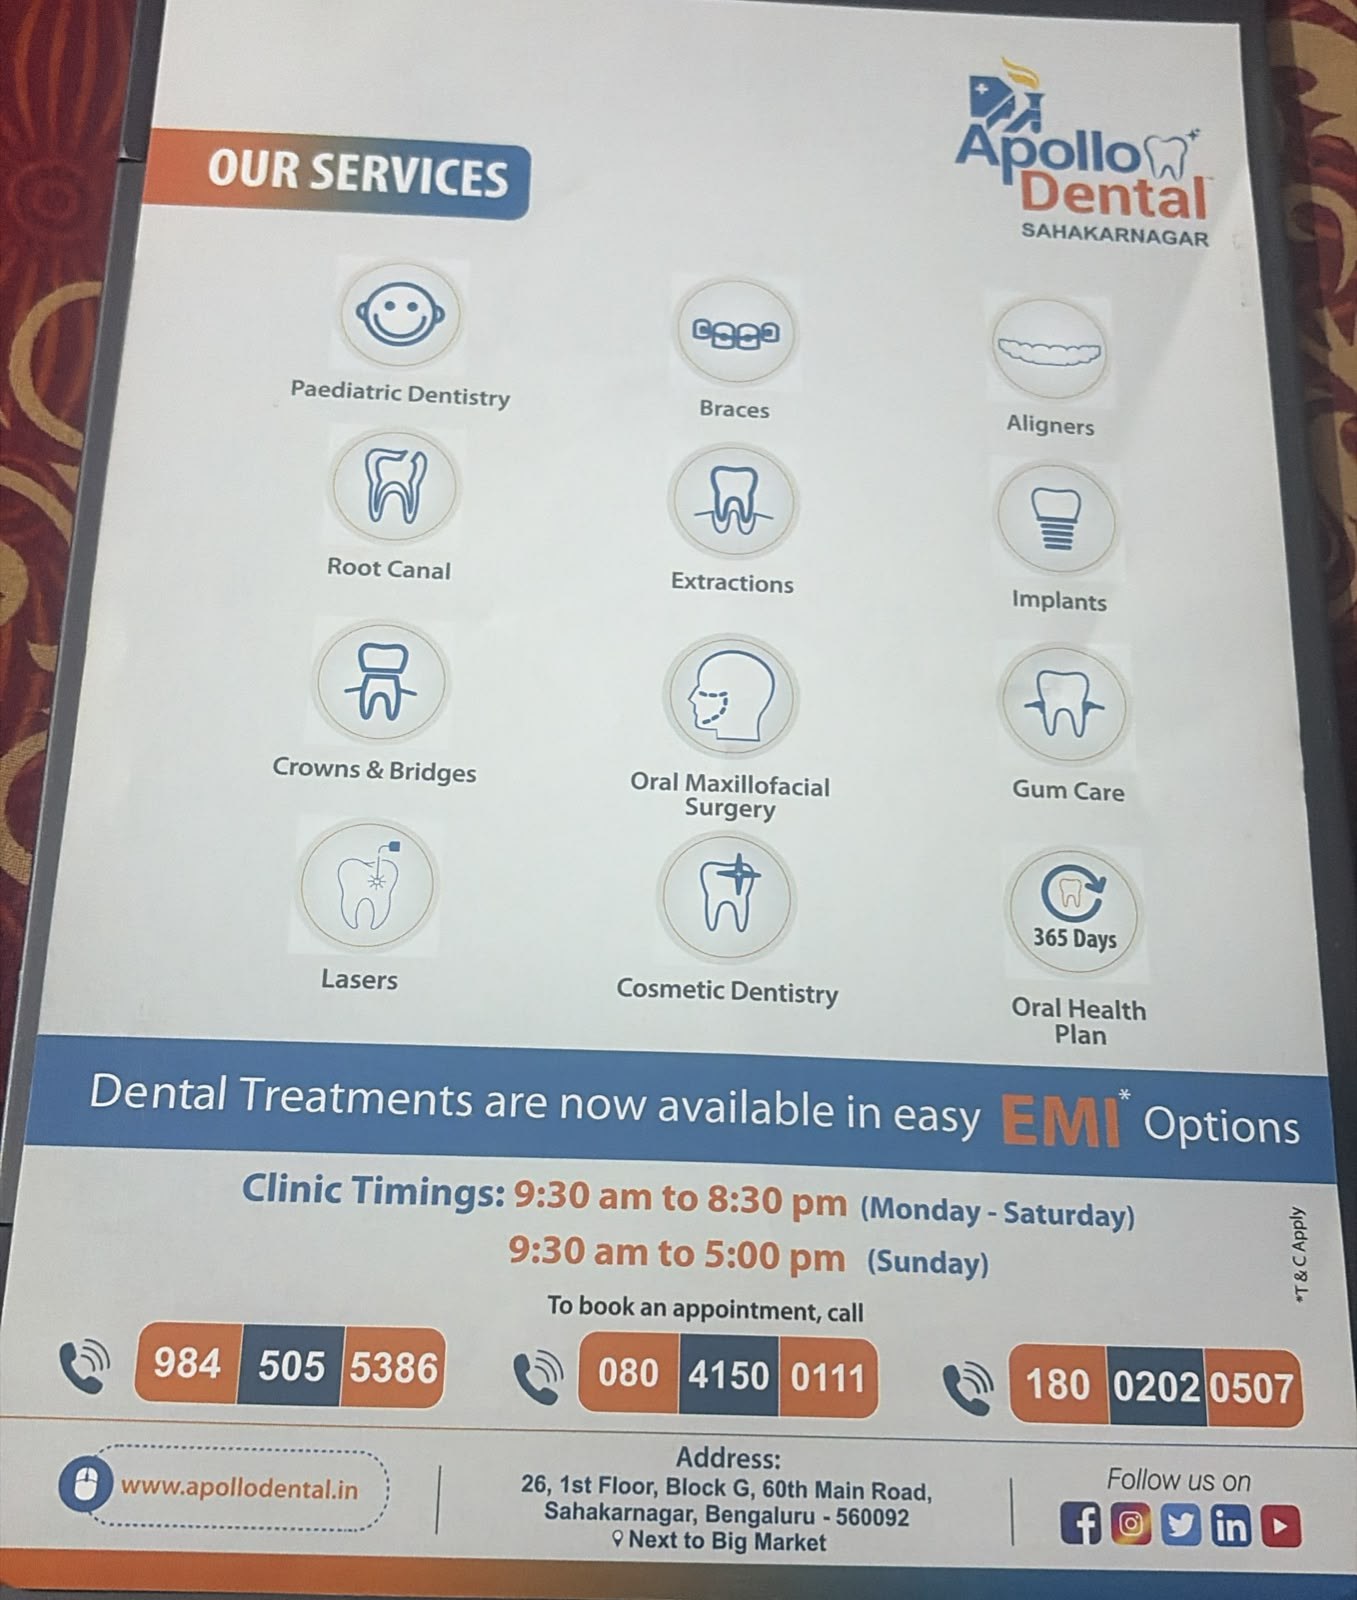 OUR SERVICES
Apollo
Dental
SAHAKARNAGAR
Paediatric Dentistry
Braces
Aligners
Root Canal
Extractions
Implants
Crowns & Bridges
Oral Maxillofacial
Surgery
Gum Care
Lasers
Cosmetic Dentistry
365 Days
Oral Health
Plan
Dental Treatments are now available in easy EMI* Options
Clinic Timings: 9:30 am to 8:30 pm (Monday - Saturday)
9:30 am to 5:00 pm (Sunday)
*T & C Apply
To book an appointment, call
984 505 5386
080 4150 0111
180 0202 0507
www.apollodental.in
Address:
26, 1st Floor, Block G, 60th Main Road,
Sahakarnagar, Bengaluru - 560092
Next to Big Market
Follow us on